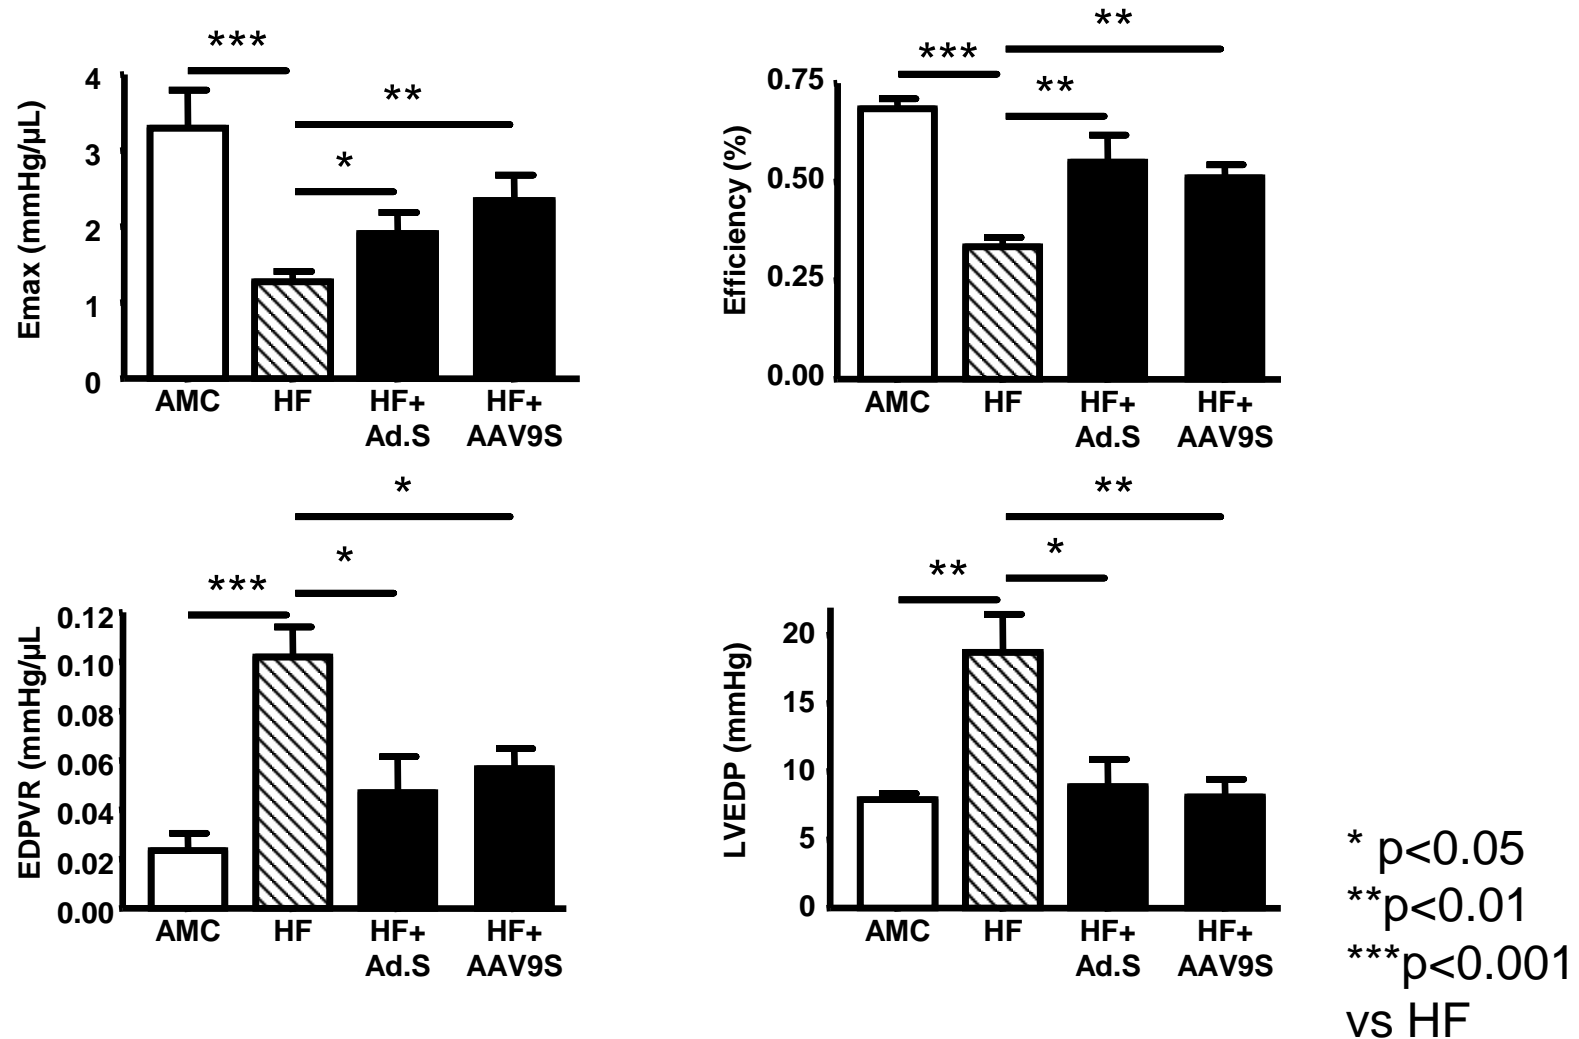 ***
**
*
Emax (mmHg/µL)
4
3
2
1
0
AMC HF HF+ HF+
Ad.S AAV9S
**
***
**
Efficiency (%)
0.75
0.50
0.25
0.00
AMC HF HF+ HF+
Ad.S AAV9S
*
*
***
EDPVR (mmHg/µL
0.12
0.10
0.08
0.06
0.04
0.02
0.00
AMC HF HF+ HF+
Ad.S AAV9S
**
*
**
LVEDP (mmHg)
20
15
10
5
0
AMC HF HF+ HF+
Ad.S AAV9S
* p<0.05
**p<0.01
***p<0.001
vs HF